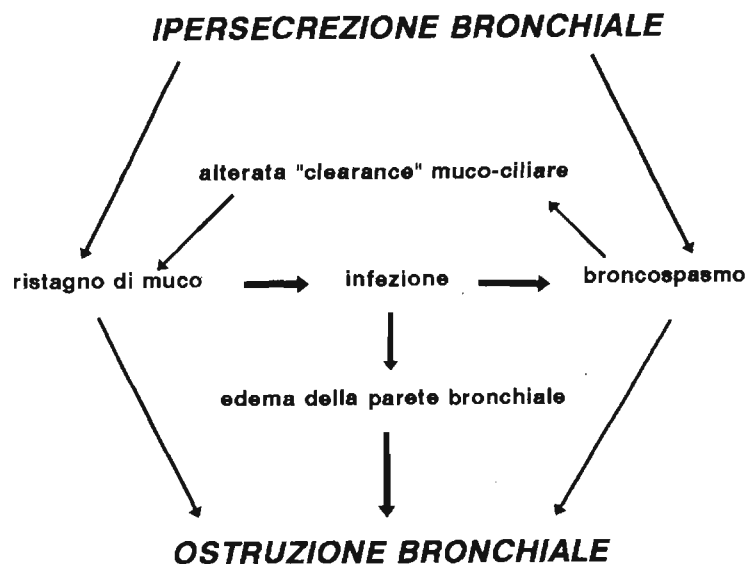 IPERSECREZIONE BRONCHIALE
alterata "clearance" muco-ciliare
ristagno di muco
infezione
broncospasmo
edema della parete bronchiale
OSTRUZIONE BRONCHIALE